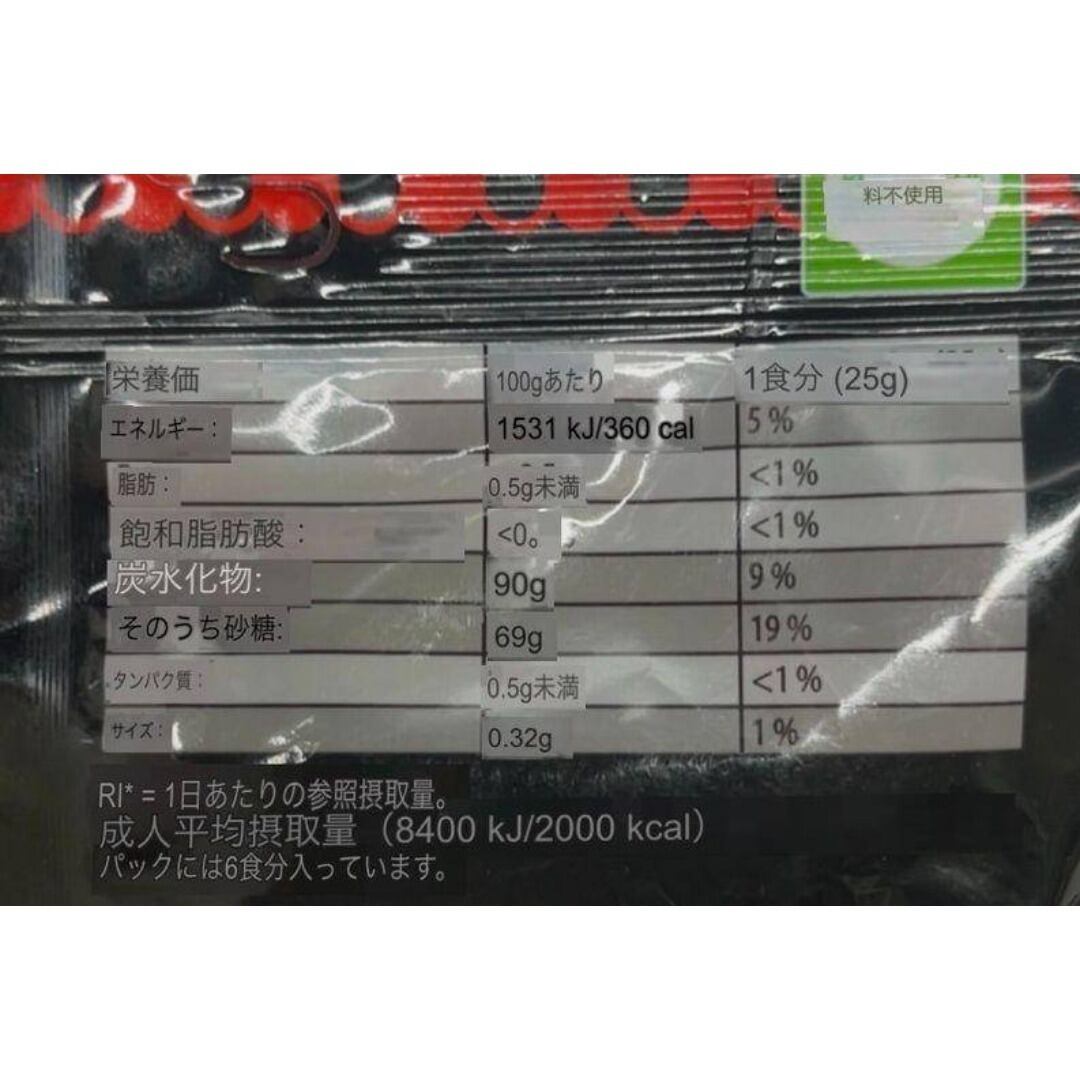 料不使用
栄養価 100gあたり 1食分 (25g)
エネルギー: 1531 kJ/360 cal 5%
脂肪: 0.5g未満 <1%
飽和脂肪酸: <0。 <1%
炭水化物: 90g 9%
そのうち砂糖: 69g 19%
タンパク質: 0.5g未満 <1%
サイズ: 0.32g 1%
RI* = 1日あたりの参照摂取量。
成人平均摂取量（8400 kJ/2000 kcal）
パックには6食分入っています。